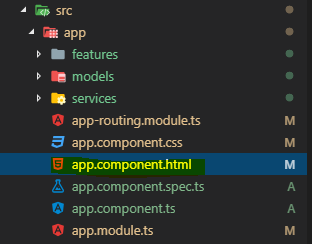 src
app
features
models
services
app-routing.module.ts M
app.component.css M
app.component.html M
app.component.spec.ts A
app.component.ts A
app.module.ts M